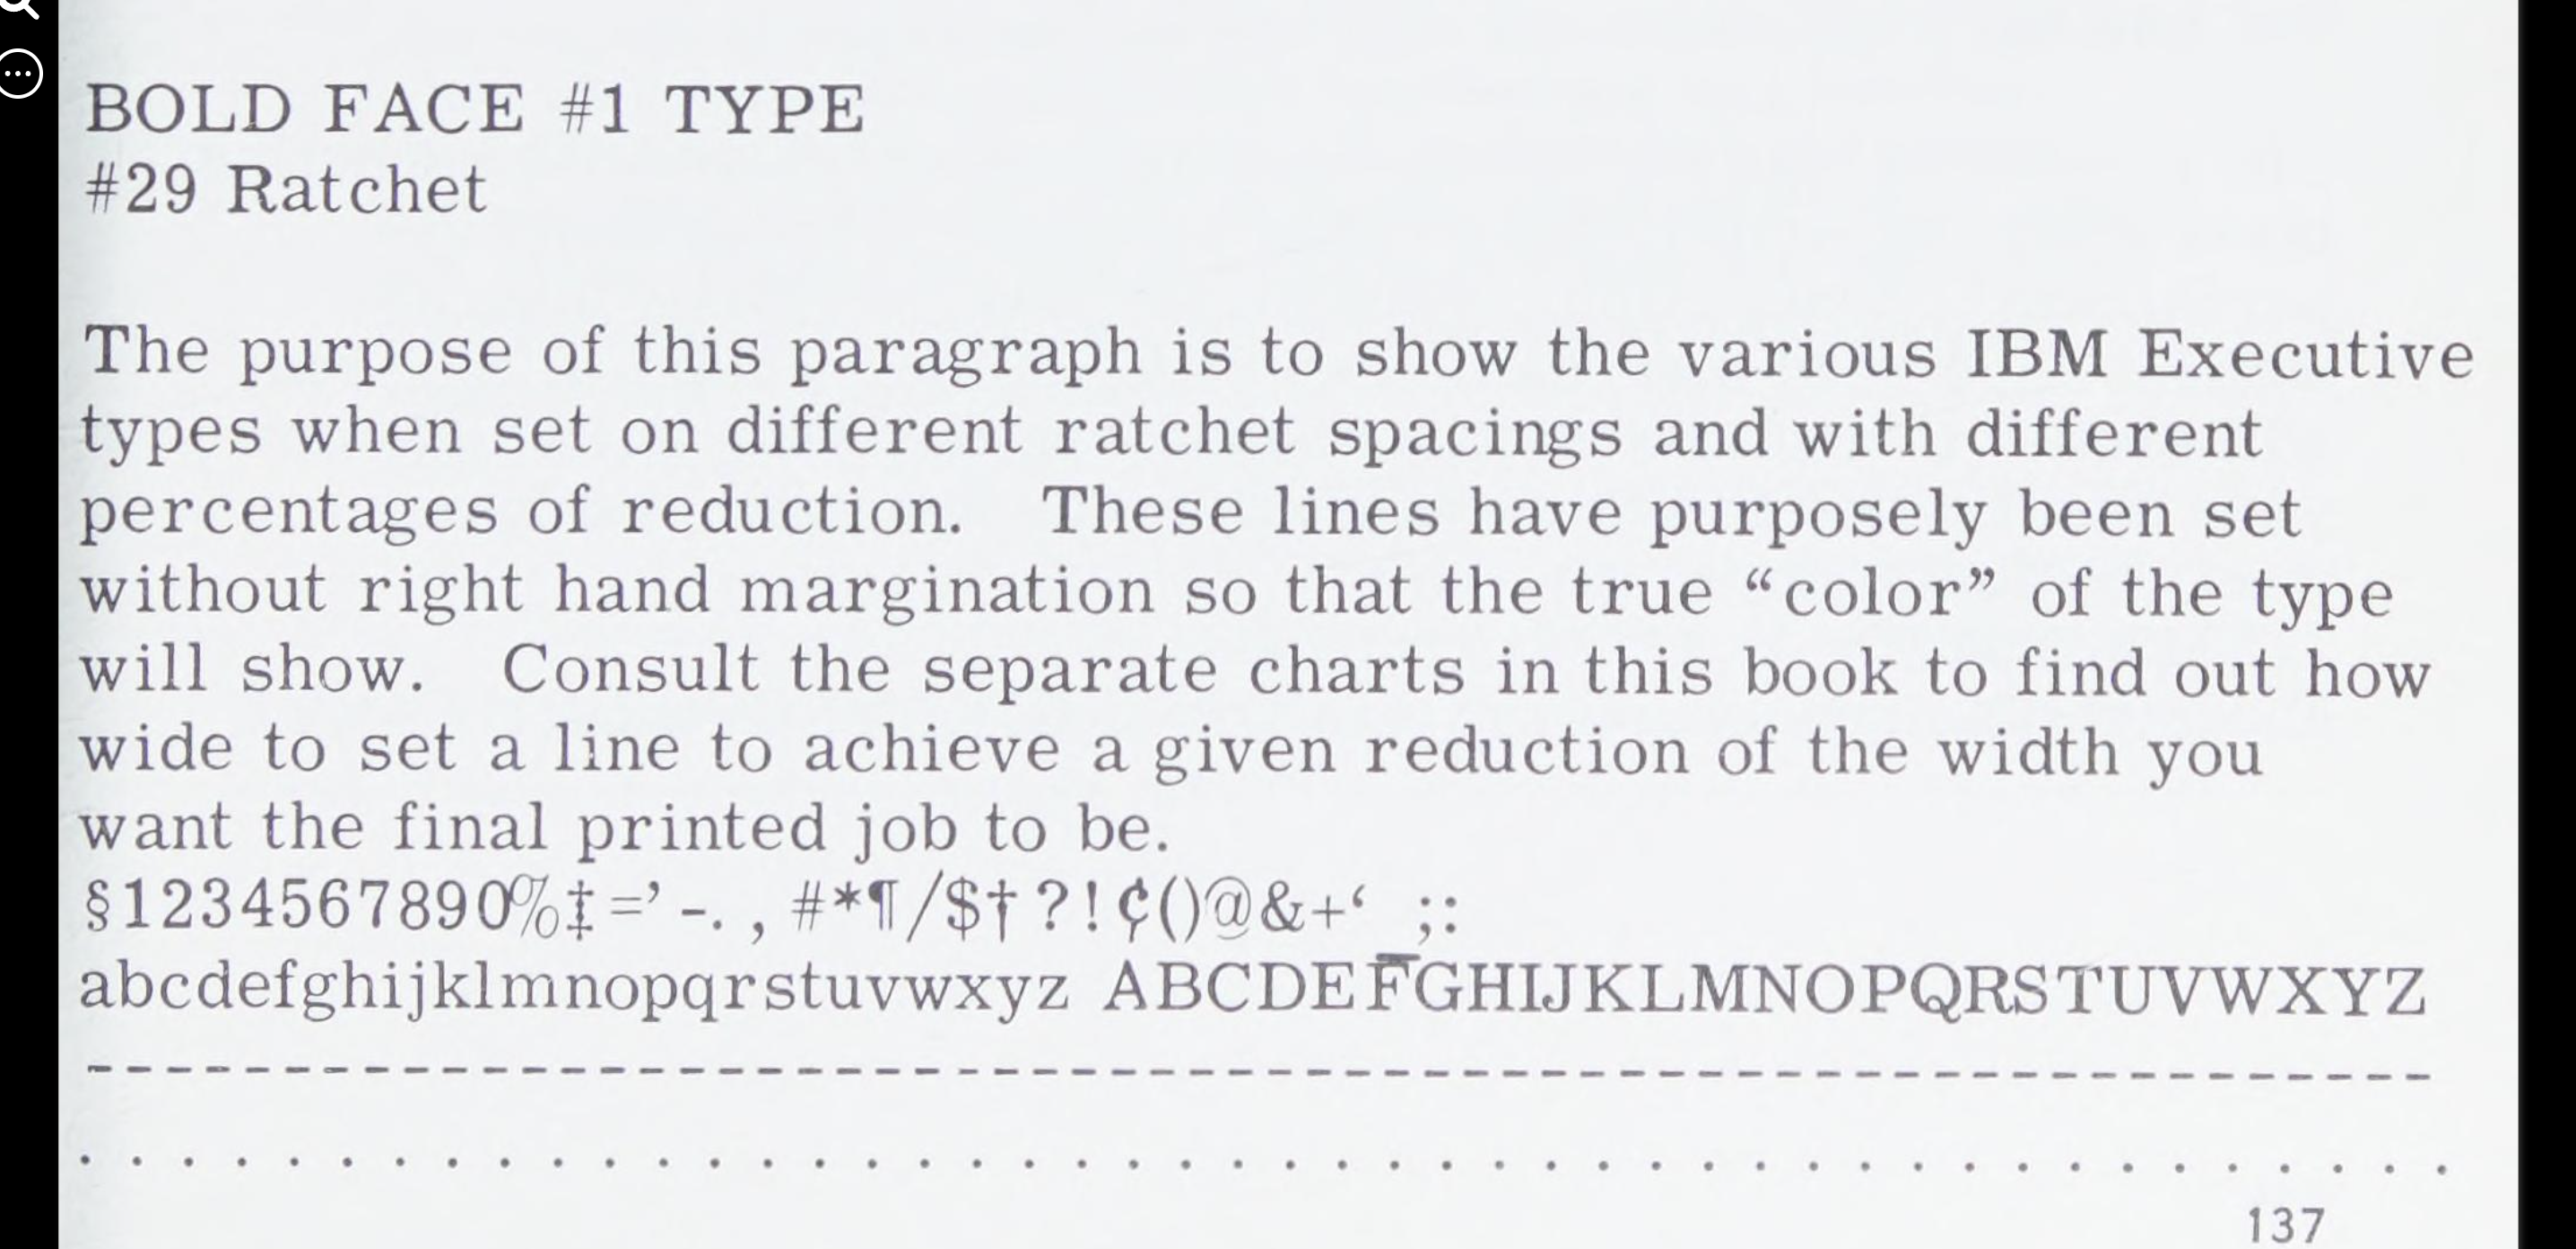 BOLD FACE #1 TYPE
#29 Ratchet
The purpose of this paragraph is to show the various IBM Executive
types when set on different ratchet spacings and with different
percentages of reduction.  These lines have purposely been set
without right hand margination so that the true “color” of the type
will show.  Consult the separate charts in this book to find out how
wide to set a line to achieve a given reduction of the width you
want the final printed job to be.
§1234567890%‡=’-., #*¶/$†?!¢()@&+‘_;:
abcdefghijklmnopqrstuvwxyz ABCDEFGHIJKLMNOPQRSTUVWXYZ
------------------------------------------------------------
. . . . . . . . . . . . . . . . . . . . . . . . . . . . . . . . . . . . . . . . . . . . . .
137